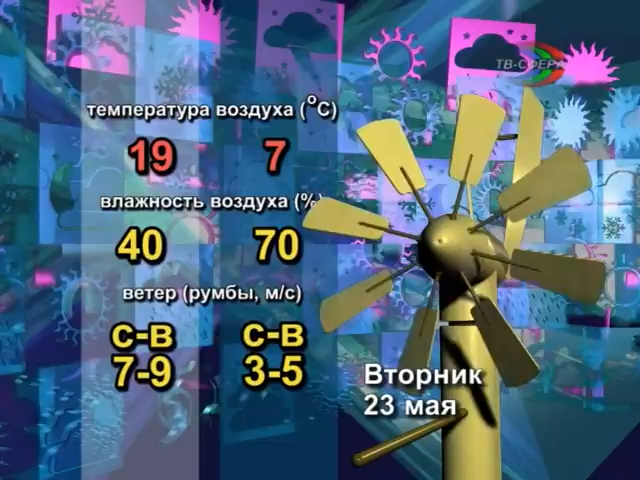 ТВ-СФЕРА
температура воздуха (°C)
19 7
влажность воздуха (%)
40 70
ветер (румбы, м/с)
с-в с-в
7-9 3-5
Вторник
23 мая